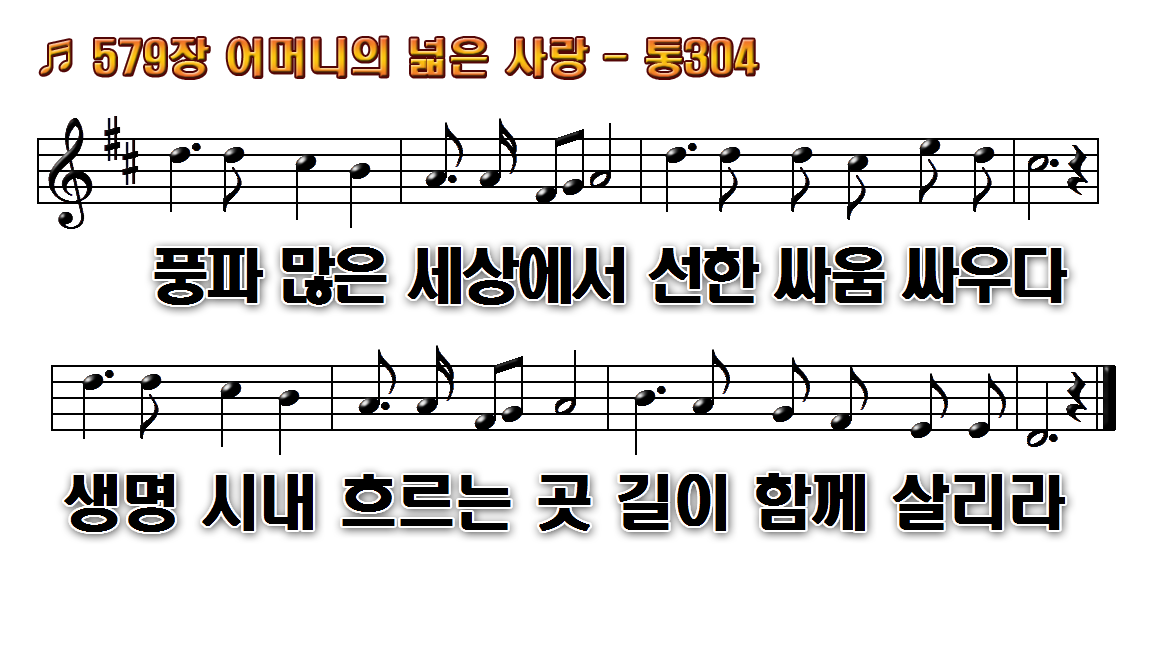 ♬ 579장 어머니의 넓은 사랑 - 통304
풍파 많은 세상에서 선한 싸움 싸우다
생명 시내 흐르는 곳 길이 함께 살리라